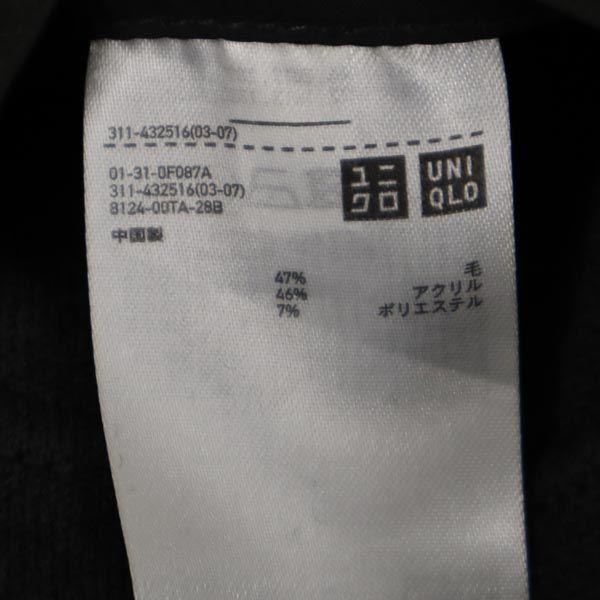 311-432516(03-07)
01-31-0F087A
311-432516(03-07)
8124-00TA-28B
中国製
ユニ
クロ
UNI
QLO
47% 毛
46% アクリル
7% ポリエステル